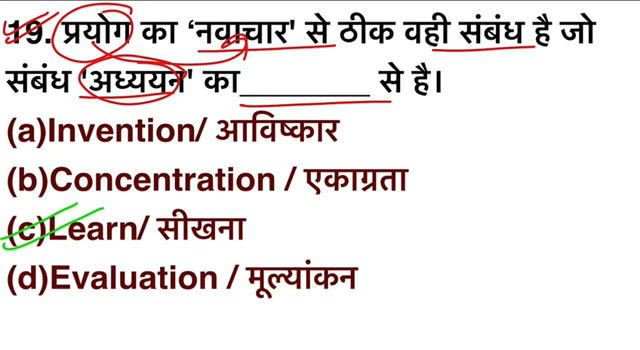 19. प्रयोग का ‘नवाचार' से ठीक वही संबंध है जो
संबंध 'अध्ययन' का________ से है।
(a)Invention/ आविष्कार
(b)Concentration / एकाग्रता
(c)Learn/ सीखना
(d)Evaluation / मूल्यांकन